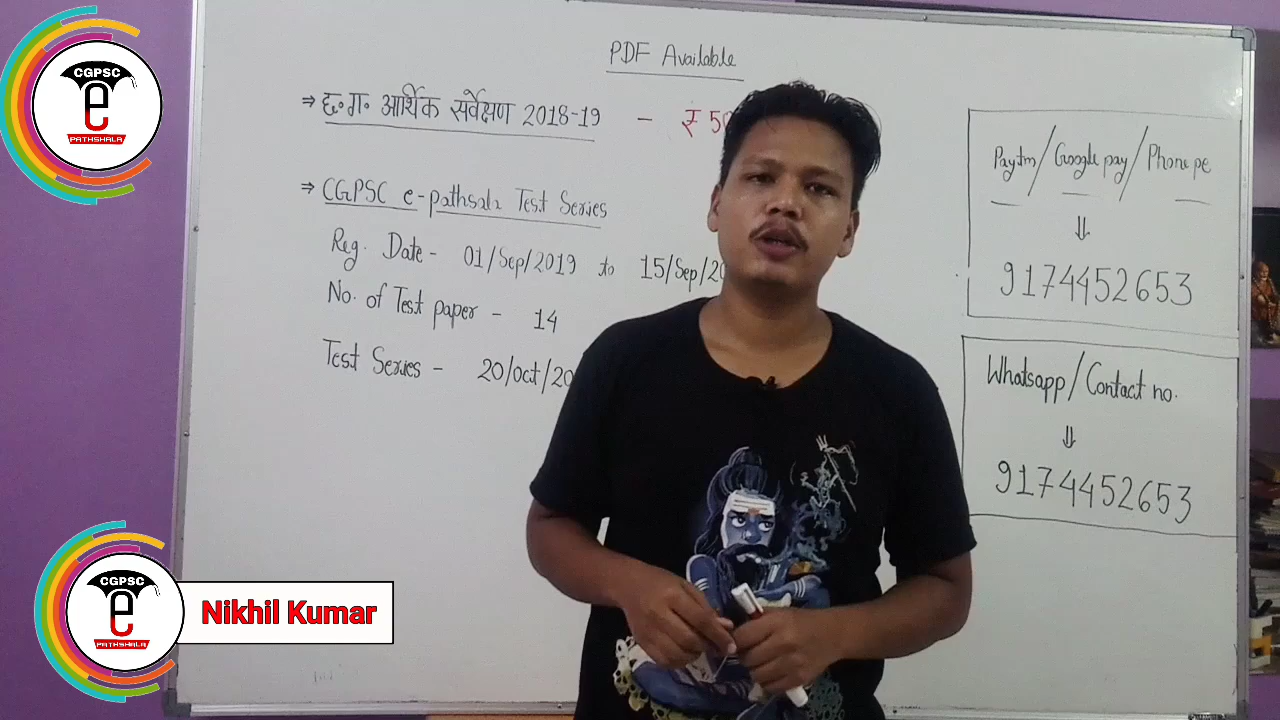 CGPSC
e
PATHSHALA
PDF Available
⇒ छ.ग. आर्थिक सर्वेक्षण 2018-19 - ₹ 50
⇒ CGPSC e-pathsala Test Series
Reg. Date - 01/Sep/2019 to 15/Sep/20
No. of Test paper - 14
Test Series - 20/Oct/20
Paytm/Google pay/Phone pe
⇓
9174452653
Whatsapp/Contact no.
⇓
9174452653
CGPSC
e
PATHSHALA
Nikhil Kumar